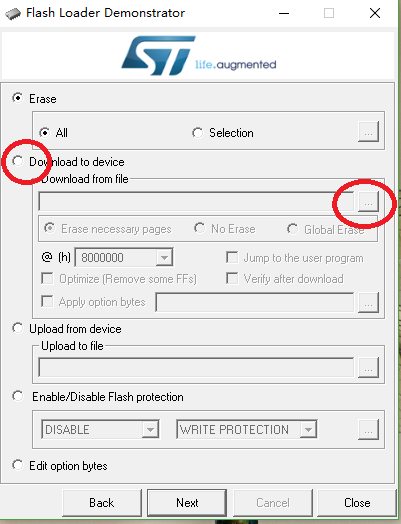 Flash Loader Demonstrator
ST life.augmented
Erase
All Selection ...
Download to device
Download from file
...
Erase necessary pages No Erase Global Erase
@ (h) 8000000 Jump to the user program
Optimize (Remove some FFs) Verify after download
Apply option bytes ...
Upload from device
Upload to file
...
Enable/Disable Flash protection
DISABLE WRITE PROTECTION ...
Edit option bytes
Back Next Cancel Close